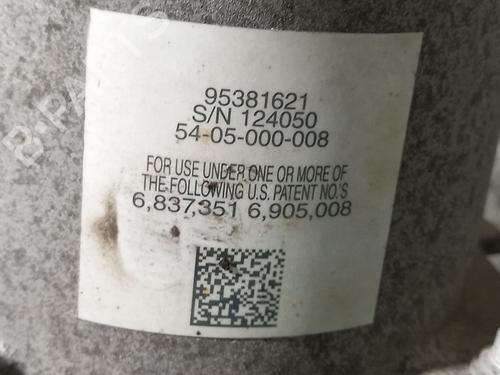 95381621
S/N 124050
54-05-000-008
FOR USE UNDER ONE OR MORE OF
THE FOLLOWING U.S. PATENT NO.'S
6,837,351 6,905,008
B-PARTS